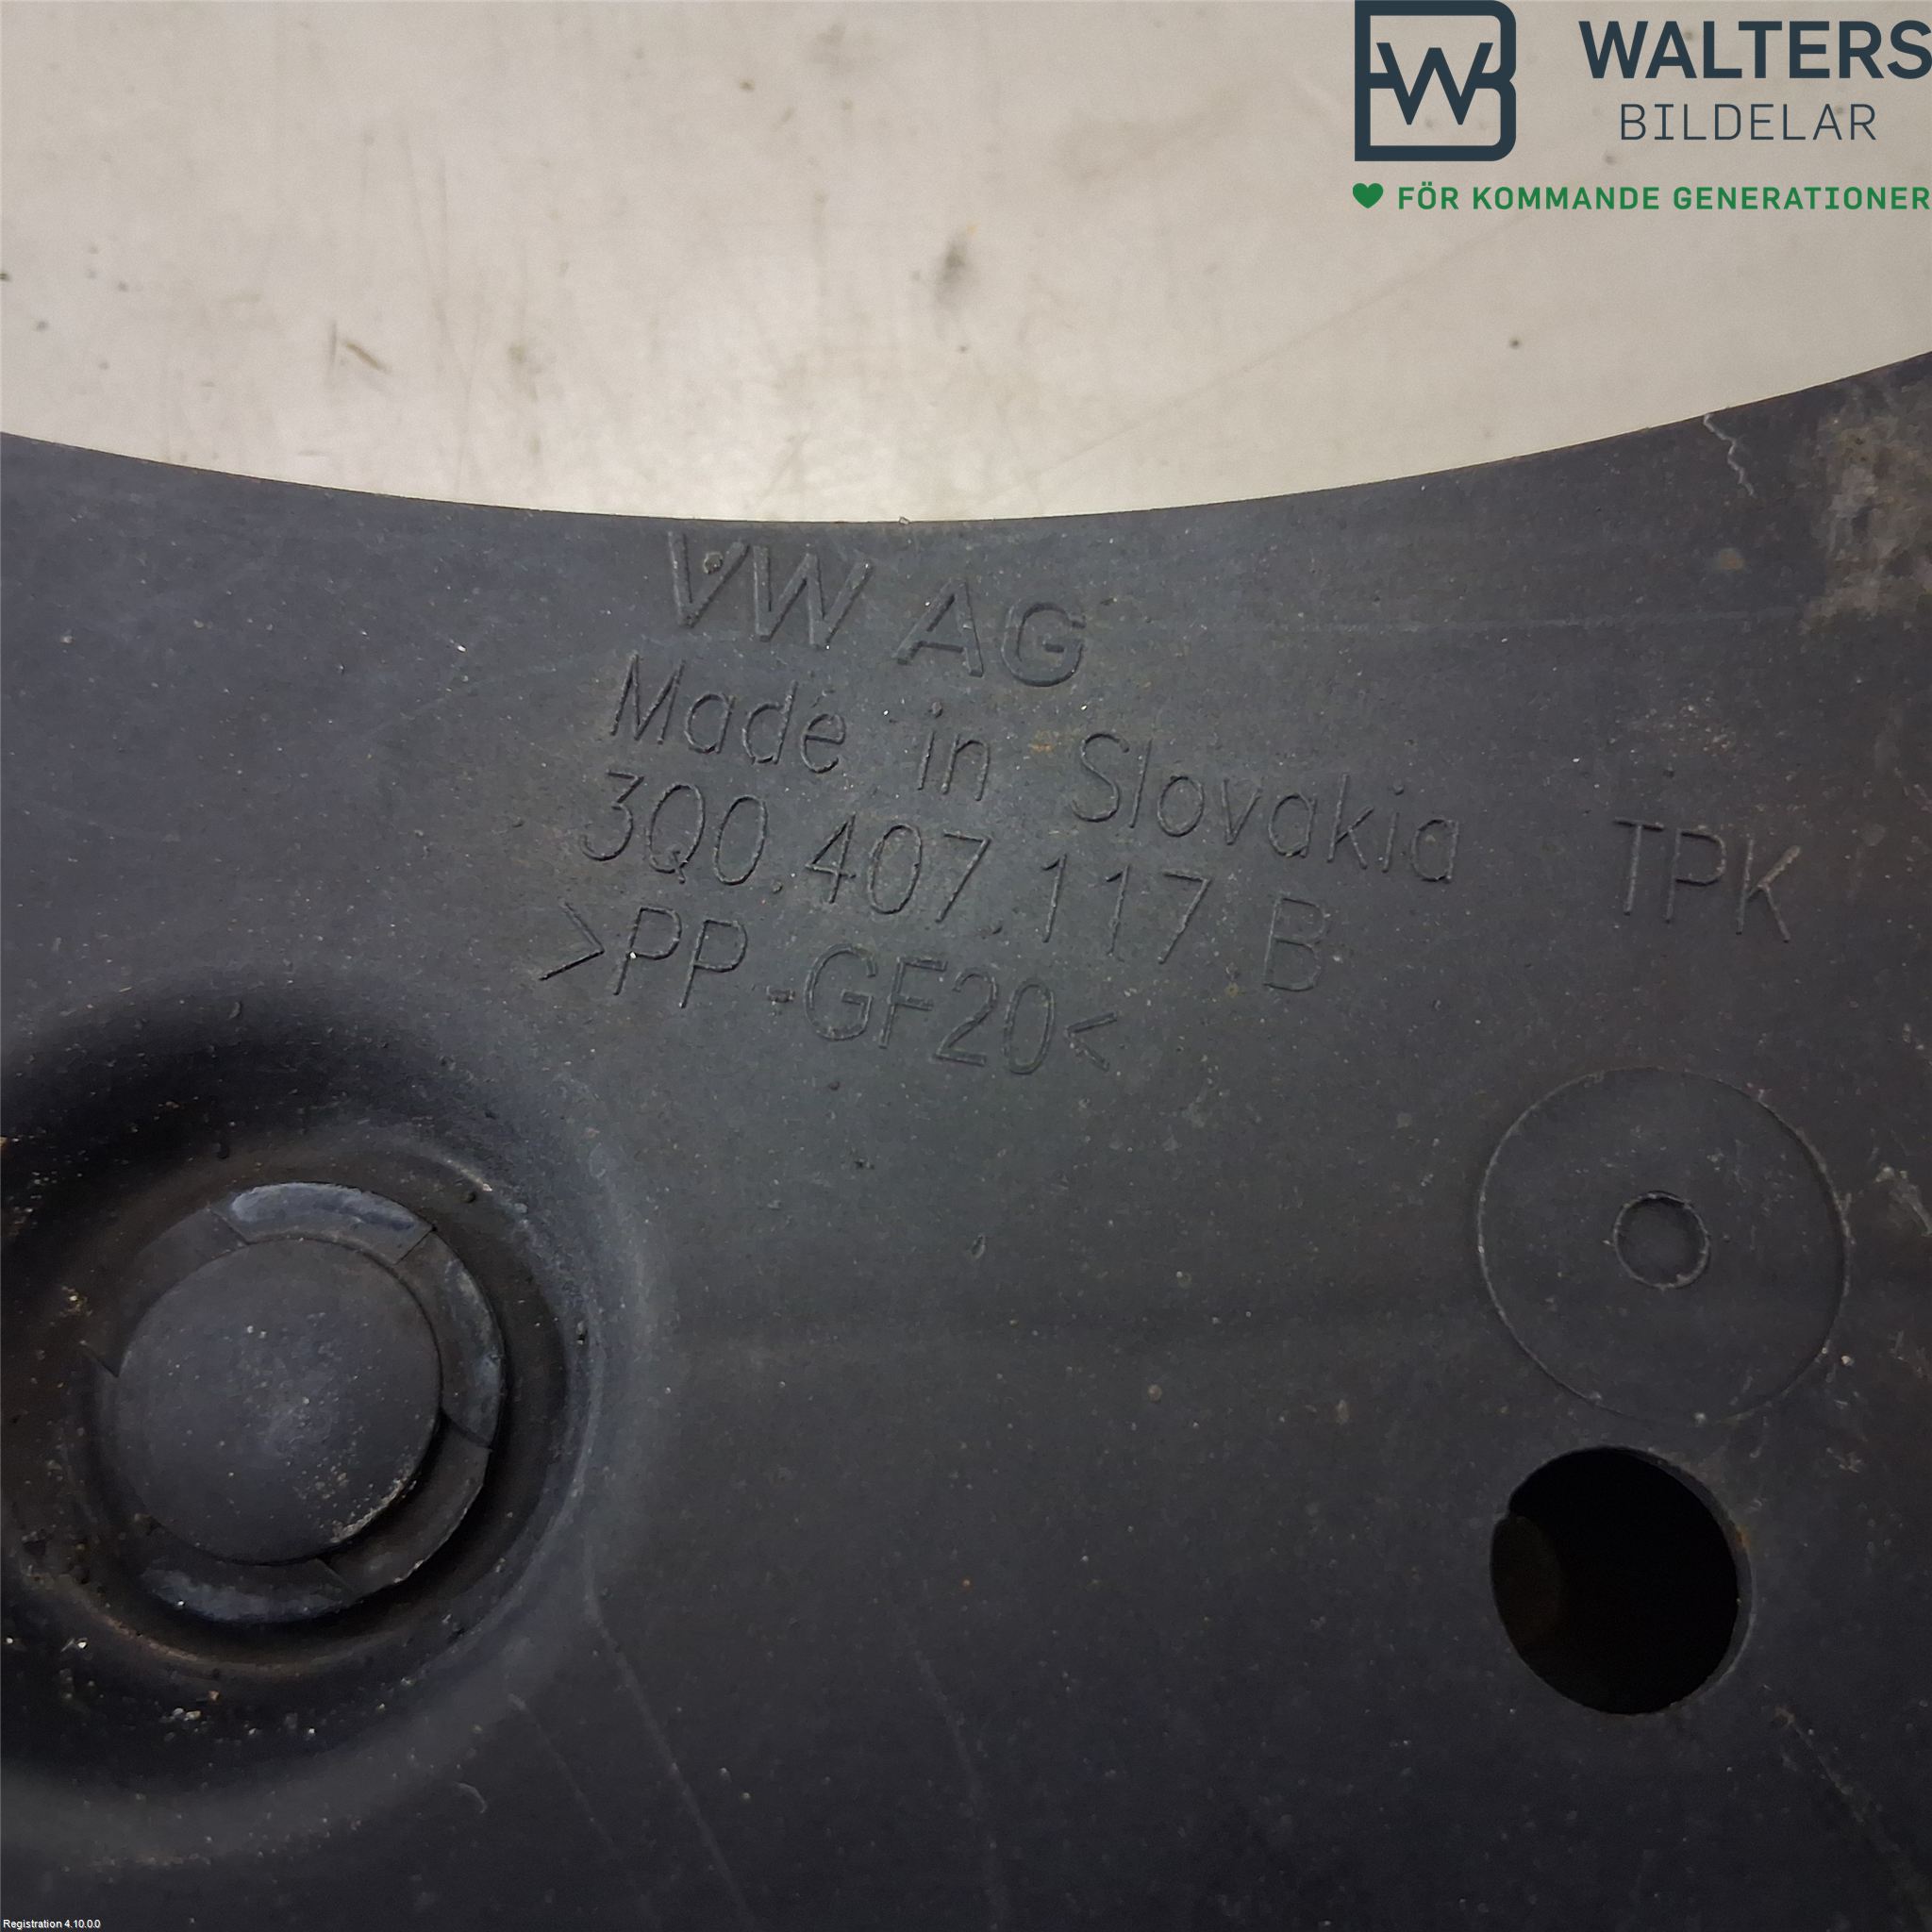 WALTERS
BILDELAR
FÖR KOMMANDE GENERATIONER
VW AG
Made in Slovakia
3Q0.407.117 B
TPK
>PP-GF20<
Registration 4.10.0.0